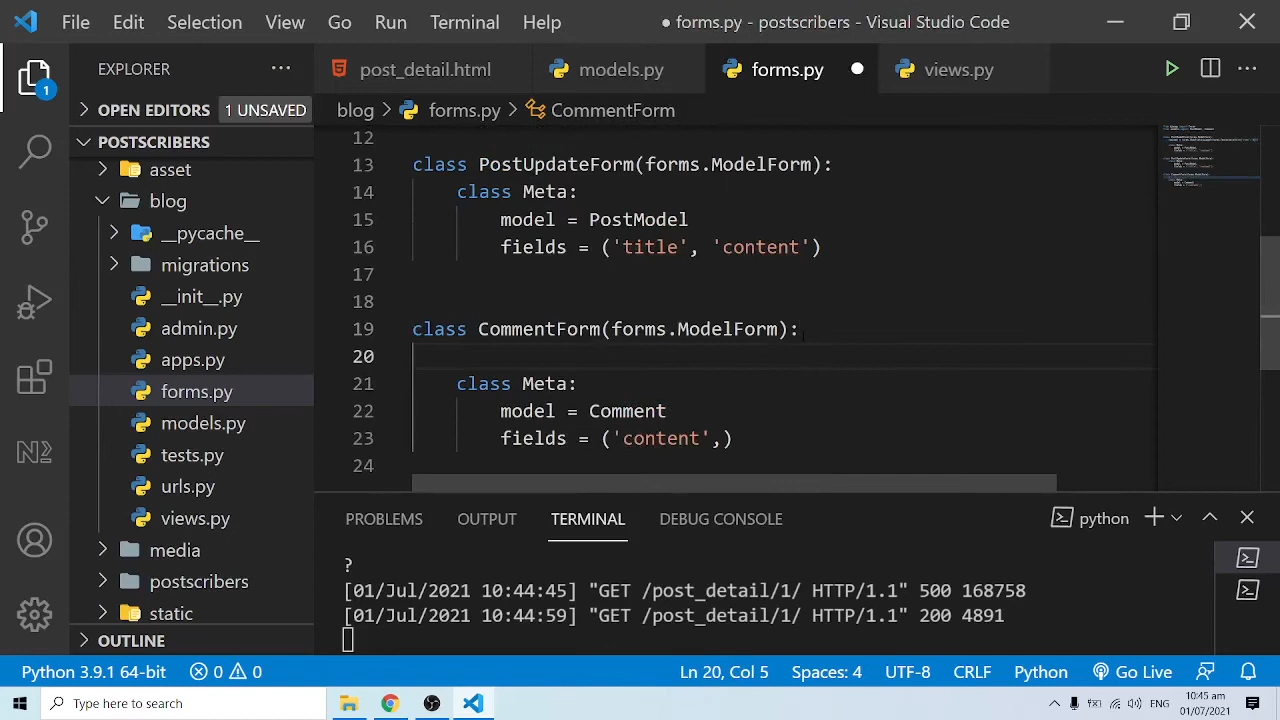 File Edit Selection View Go Run Terminal Help ● forms.py - postscribers - Visual Studio Code
EXPLORER ···
post_detail.html models.py forms.py views.py
OPEN EDITORS 1 UNSAVED
blog > forms.py > CommentForm
POSTSCRIBERS
asset
blog
__pycache__
migrations
__init__.py
admin.py
apps.py
forms.py
models.py
tests.py
urls.py
views.py
media
postscribers
static
OUTLINE
1
12
13 class PostUpdateForm(forms.ModelForm):
14 class Meta:
15 model = PostModel
16 fields = ('title', 'content')
17
18
19 class CommentForm(forms.ModelForm):
20
21 class Meta:
22 model = Comment
23 fields = ('content',)
24
PROBLEMS OUTPUT TERMINAL DEBUG CONSOLE python
?
[01/Jul/2021 10:44:45] "GET /post_detail/1/ HTTP/1.1" 500 168758
[01/Jul/2021 10:44:59] "GET /post_detail/1/ HTTP/1.1" 200 4891
Python 3.9.1 64-bit 0 0 Ln 20, Col 5 Spaces: 4 UTF-8 CRLF Python Go Live
Type here to search ENG 10:45 am
01/07/2021